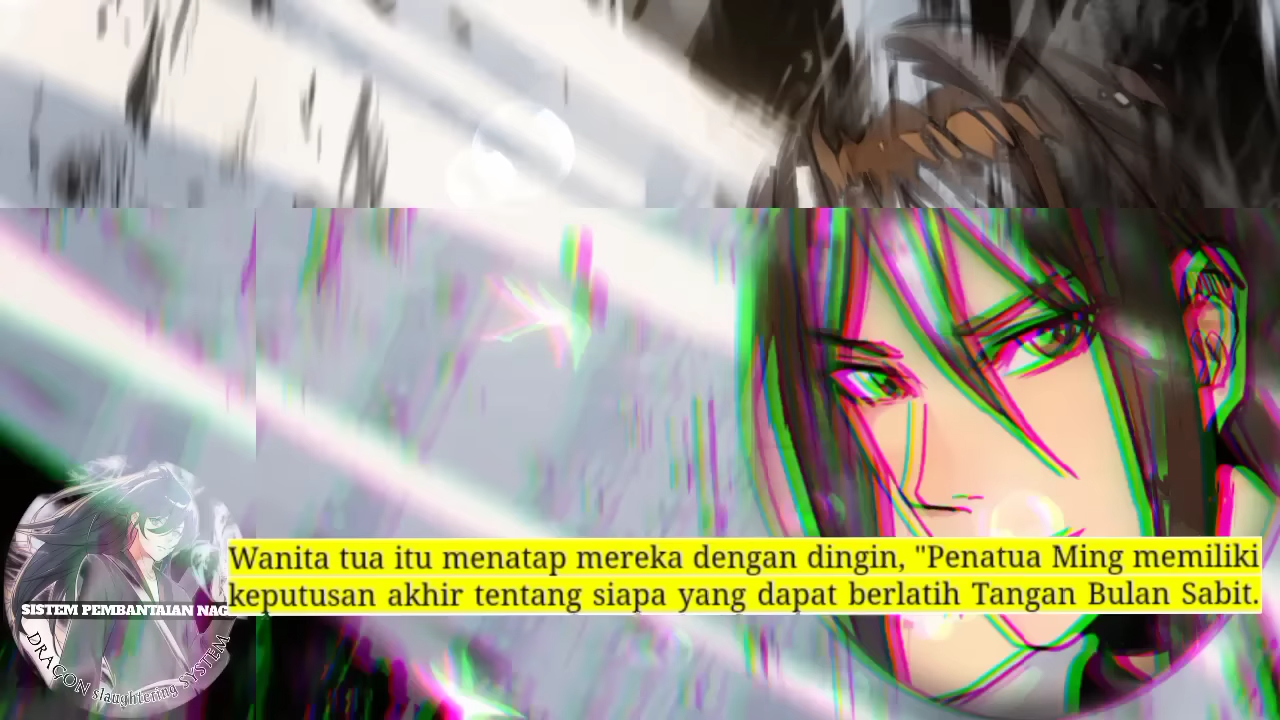 Wanita tua itu menatap mereka dengan dingin, "Penatua Ming memiliki
keputusan akhir tentang siapa yang dapat berlatih Tangan Bulan Sabit.
SISTEM PEMBANTAIAN NAG
DRAGON slaughtering SYSTEM